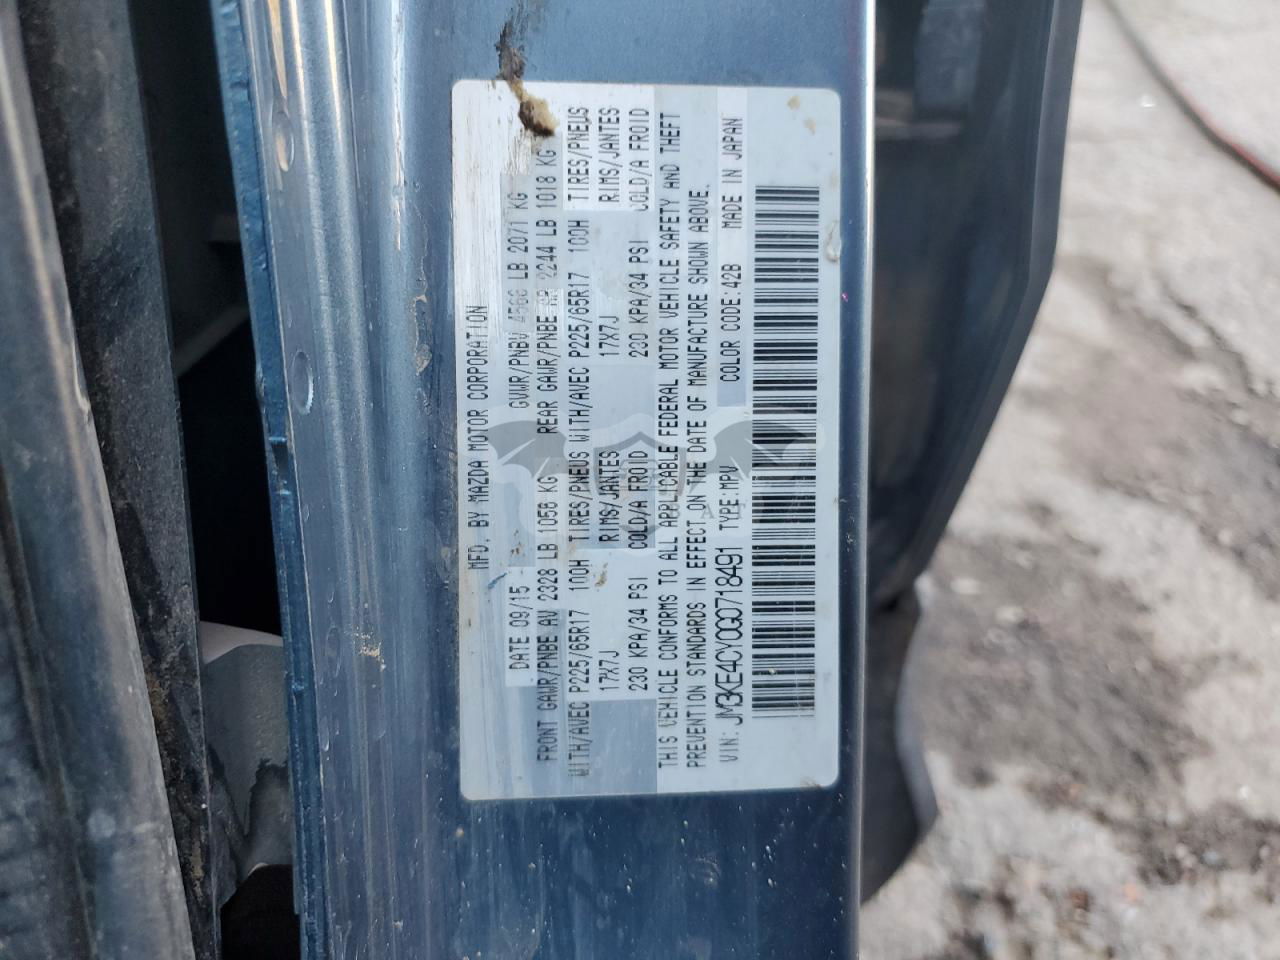 MFD. BY MAZDA MOTOR CORPORATION
DATE 09/15 GVWR/PNBV 4566 LB 2071 KG
FRONT GAWR/PNBE AV 2328 LB 1058 KG REAR GAWR/PNBE AR 2244 LB 1018 KG
WITH/AVEC P225/65R17 100H TIRES/PNEUS WITH/AVEC P225/65R17 100H TIRES/PNEUS
17X7J RIMS/JANTES 17X7J RIMS/JANTES
230 KPA/34 PSI COLD/A FROID 230 KPA/34 PSI COLD/A FROID
THIS VEHICLE CONFORMS TO ALL APPLICABLE FEDERAL MOTOR VEHICLE SAFETY AND THEFT
PREVENTION STANDARDS IN EFFECT ON THE DATE OF MANUFACTURE SHOWN ABOVE.
VIN: JM3KE4CY0G0718491 TYPE:MPV COLOR CODE:42B MADE IN JAPAN